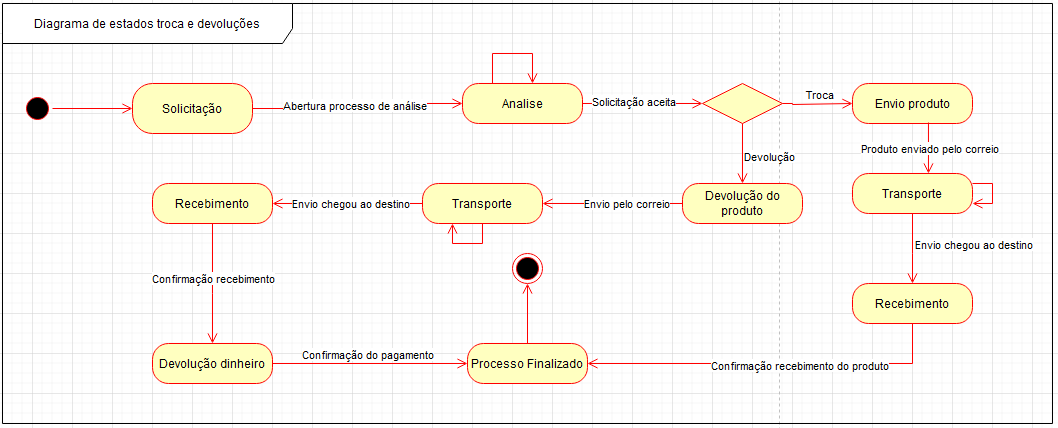 Diagrama de estados troca e devoluções
Solicitação
Abertura processo de análise
Analise
Solicitação aceita
Troca
Envio produto
Produto enviado pelo correio
Devolução
Recebimento
Envio chegou ao destino
Transporte
Envio pelo correio
Devolução do
produto
Transporte
Envio chegou ao destino
Confirmação recebimento
Recebimento
Devolução dinheiro
Confirmação do pagamento
Processo Finalizado
Confirmação recebimento do produto